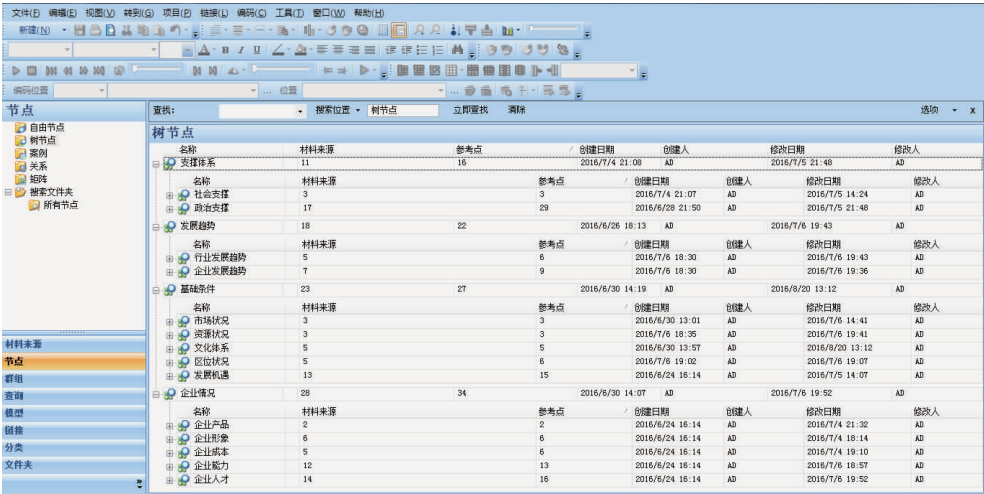 文件(F) 编辑(E) 视图(V) 转到(G) 项目(P) 链接(L) 编码(C) 工具(T) 窗口(W) 帮助(H)
新建(N)
A B I U A
编码位置 ... 位置 ...
节点
自由节点
树节点
案例
关系
矩阵
搜索文件夹
所有节点
材料来源
节点
群组
查询
模型
链接
分类
文件夹
查找: 搜索位置 树节点 立即查找 清除 选项 x
树节点
名称 材料来源 参考点 创建日期 创建人 修改日期 修改人
支撑体系 11 16 2016/7/4 21:08 AD 2016/7/5 21:48 AD
名称 材料来源 参考点 创建日期 创建人 修改日期 修改人
社会支撑 3 3 2016/7/4 21:07 AD 2016/7/5 14:24 AD
政治支撑 17 29 2016/6/28 21:50 AD 2016/7/5 21:48 AD
发展趋势 18 22 2016/6/26 18:13 AD 2016/7/6 19:43 AD
名称 材料来源 参考点 创建日期 创建人 修改日期 修改人
行业发展趋势 5 6 2016/7/6 18:30 AD 2016/7/6 19:43 AD
企业发展趋势 7 9 2016/7/6 18:30 AD 2016/7/6 19:36 AD
基础条件 23 27 2016/6/30 14:19 AD 2016/8/20 13:12 AD
名称 材料来源 参考点 创建日期 创建人 修改日期 修改人
市场状况 3 3 2016/6/30 13:01 AD 2016/7/6 14:41 AD
资源状况 3 3 2016/7/6 18:35 AD 2016/7/6 19:41 AD
文化体系 5 5 2016/6/30 13:57 AD 2016/8/20 13:12 AD
区位状况 5 6 2016/7/6 19:02 AD 2016/7/6 19:07 AD
发展机遇 13 15 2016/6/24 16:14 AD 2016/7/5 14:07 AD
企业情况 28 34 2016/6/30 14:07 AD 2016/7/6 19:52 AD
名称 材料来源 参考点 创建日期 创建人 修改日期 修改人
企业产品 2 2 2016/6/24 16:14 AD 2016/7/4 21:32 AD
企业形象 6 6 2016/6/24 16:14 AD 2016/7/4 18:14 AD
企业成本 5 6 2016/6/24 16:14 AD 2016/7/4 19:10 AD
企业能力 12 13 2016/6/24 16:14 AD 2016/7/6 18:57 AD
企业人才 14 16 2016/6/24 16:14 AD 2016/7/6 19:52 AD